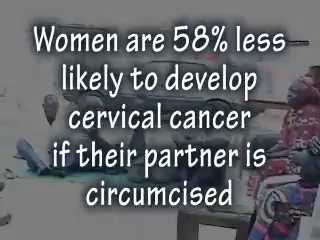 Women are 58% less
likely to develop
cervical cancer
if their partner is
circumcised